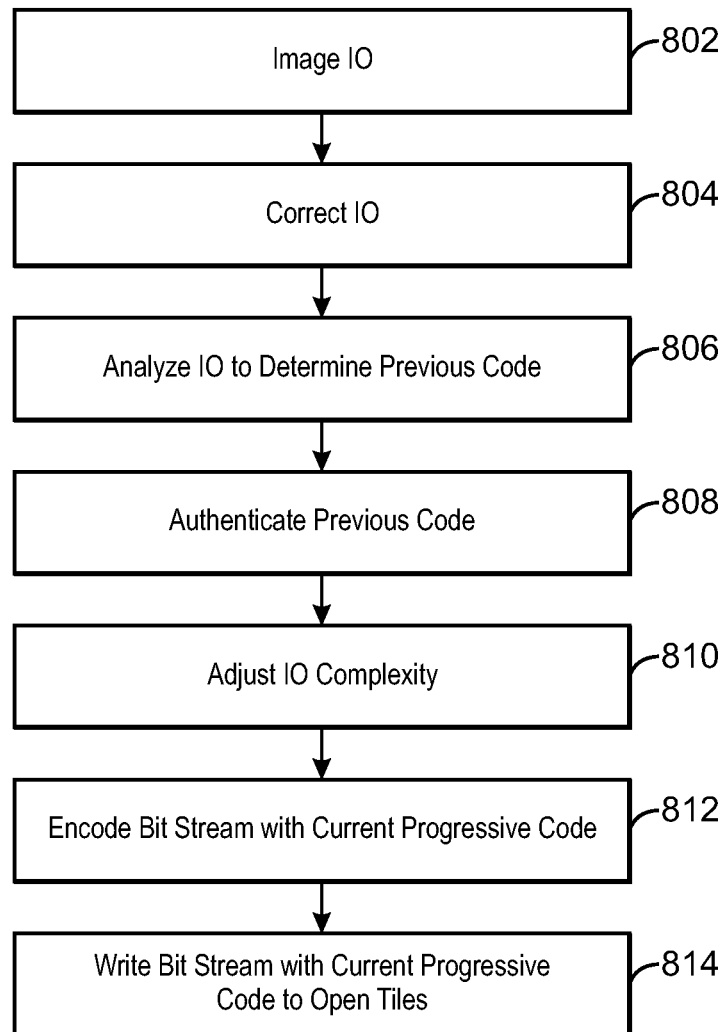 Image IO
802
Correct IO
804
Analyze IO to Determine Previous Code
806
Authenticate Previous Code
808
Adjust IO Complexity
810
Encode Bit Stream with Current Progressive Code
812
Write Bit Stream with Current Progressive
Code to Open Tiles
814